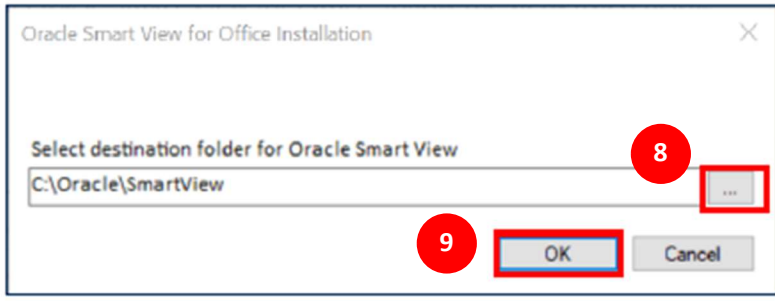 Oracle Smart View for Office Installation
Select destination folder for Oracle Smart View
8
C:\Oracle\SmartView
...
9
OK
Cancel